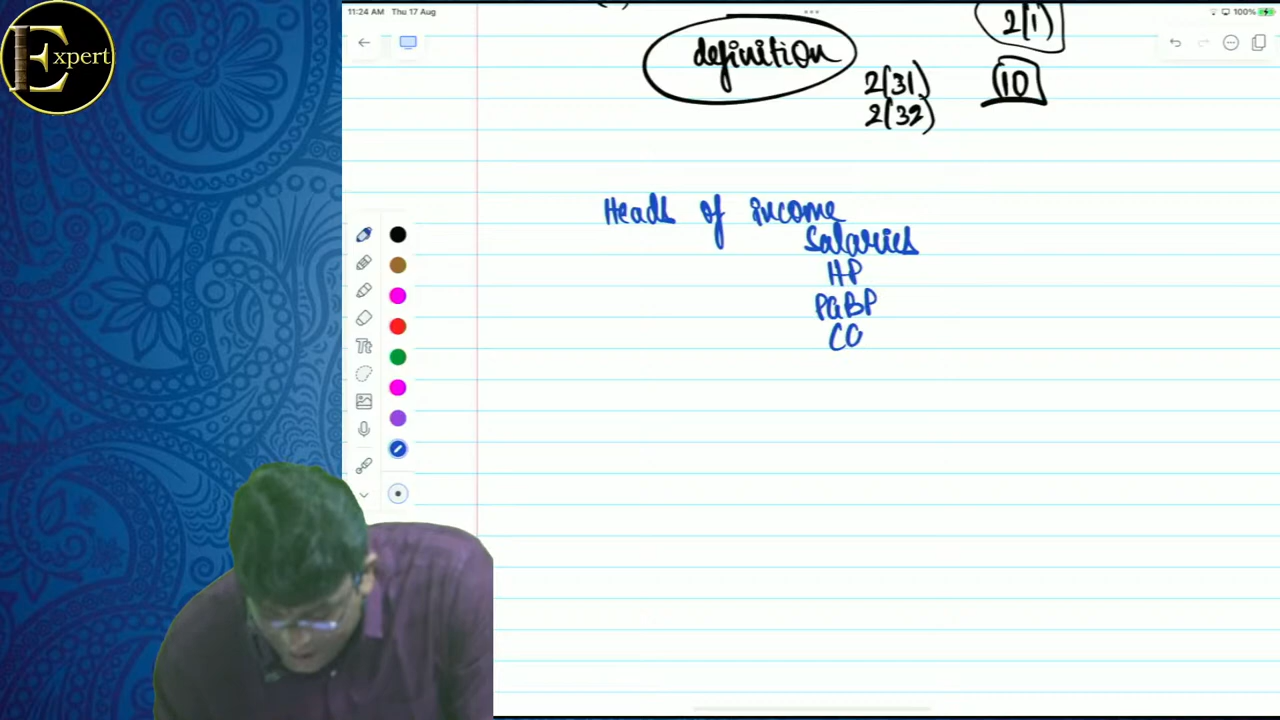 11:24 AM Thu 17 Aug
100%
Expert
2(1)
definition
2(31)
(10
2(32)
Heads of income
Salaries
HP
PGBP
CG
Tt